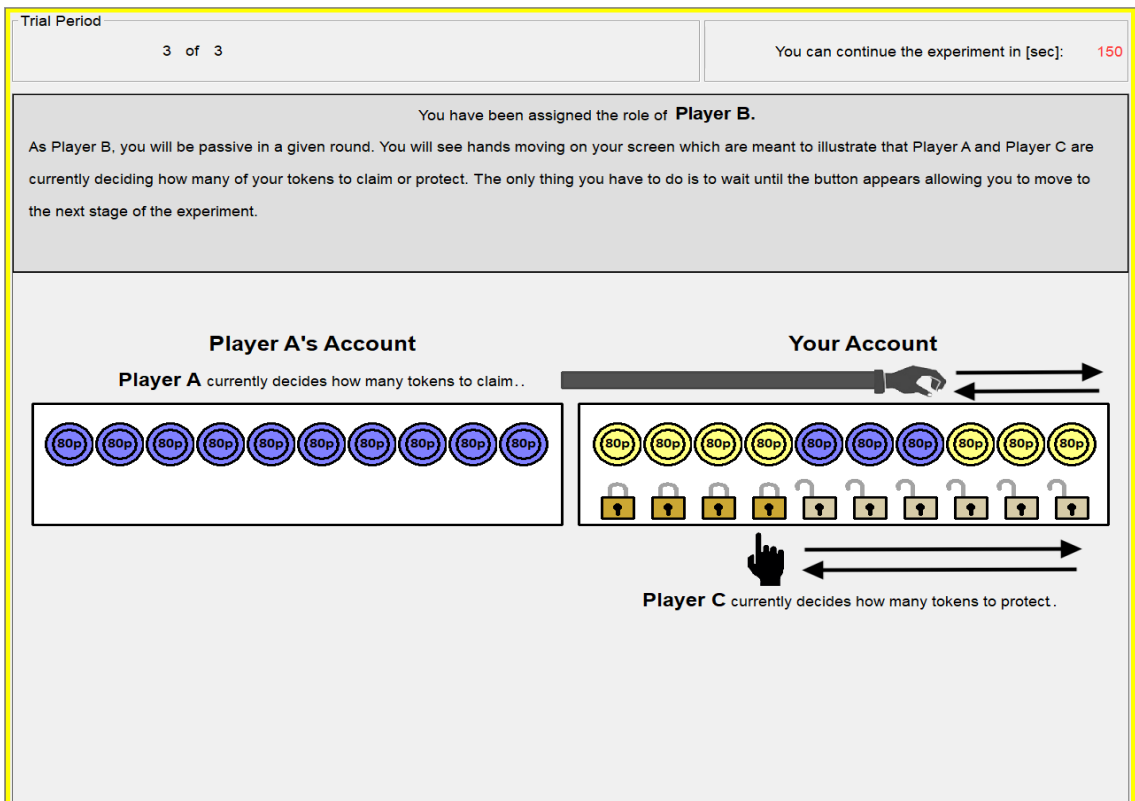 Trial Period
3 of 3
You can continue the experiment in [sec]: 150
You have been assigned the role of Player B.
As Player B, you will be passive in a given round. You will see hands moving on your screen which are meant to illustrate that Player A and Player C are
currently deciding how many of your tokens to claim or protect. The only thing you have to do is to wait until the button appears allowing you to move to
the next stage of the experiment.
Player A's Account
Your Account
Player A currently decides how many tokens to claim..
80p 80p 80p 80p 80p 80p 80p 80p 80p 80p
80p 80p 80p 80p 80p 80p 80p 80p 80p 80p
Player C currently decides how many tokens to protect.